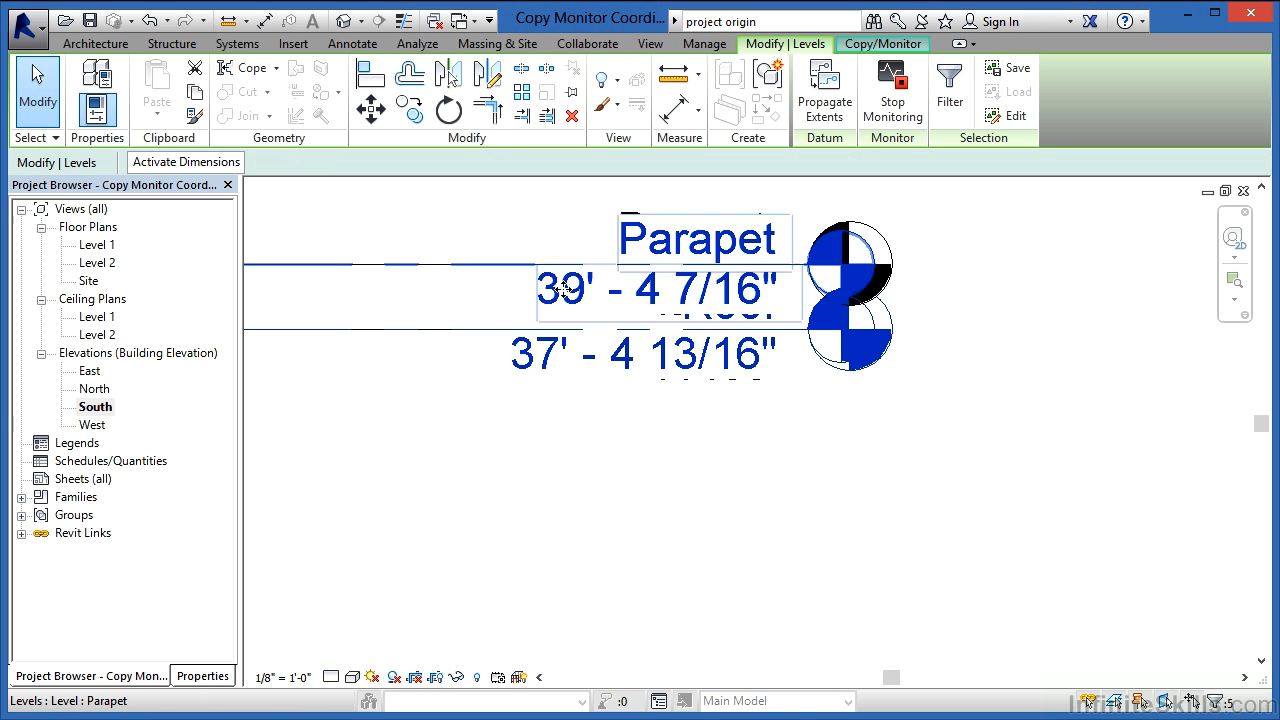 Copy Monitor Coordi...
project origin
Sign In
Architecture Structure Systems Insert Annotate Analyze Massing & Site Collaborate View Manage Modify | Levels Copy/Monitor
Modify
Paste
Cope
Cut
Join
Propagate Extents
Stop Monitoring
Filter
Save
Load
Edit
Select Properties Clipboard Geometry Modify View Measure Create Datum Monitor Selection
Modify | Levels Activate Dimensions
Project Browser - Copy Monitor Coord...
Views (all)
Floor Plans
Level 1
Level 2
Site
Ceiling Plans
Level 1
Level 2
Elevations (Building Elevation)
East
North
South
West
Legends
Schedules/Quantities
Sheets (all)
Families
Groups
Revit Links
Parapet
39' - 4 7/16"
37' - 4 13/16"
2D
Project Browser - Copy Mon... Properties
1/8" = 1'-0"
Levels : Level : Parapet
:0
Main Model
:5
InfiniteSkills.com